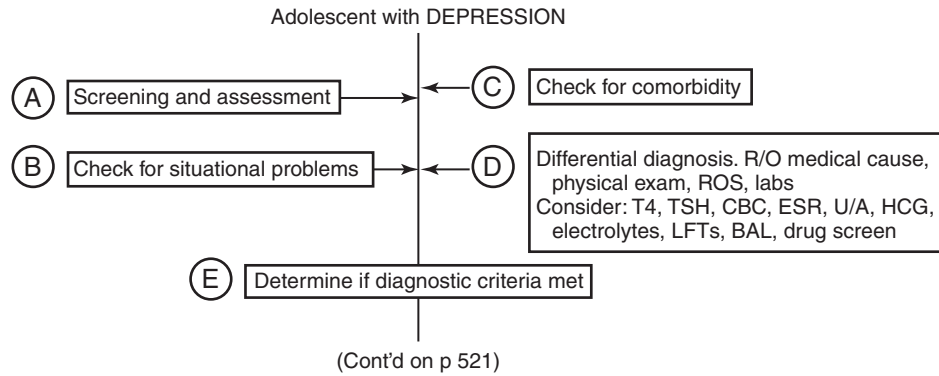 Adolescent with DEPRESSION
A
Screening and assessment
C
Check for comorbidity
B
Check for situational problems
D
Differential diagnosis. R/O medical cause,
physical exam, ROS, labs
Consider: T4, TSH, CBC, ESR, U/A, HCG,
electrolytes, LFTs, BAL, drug screen
E
Determine if diagnostic criteria met
(Cont'd on p 521)